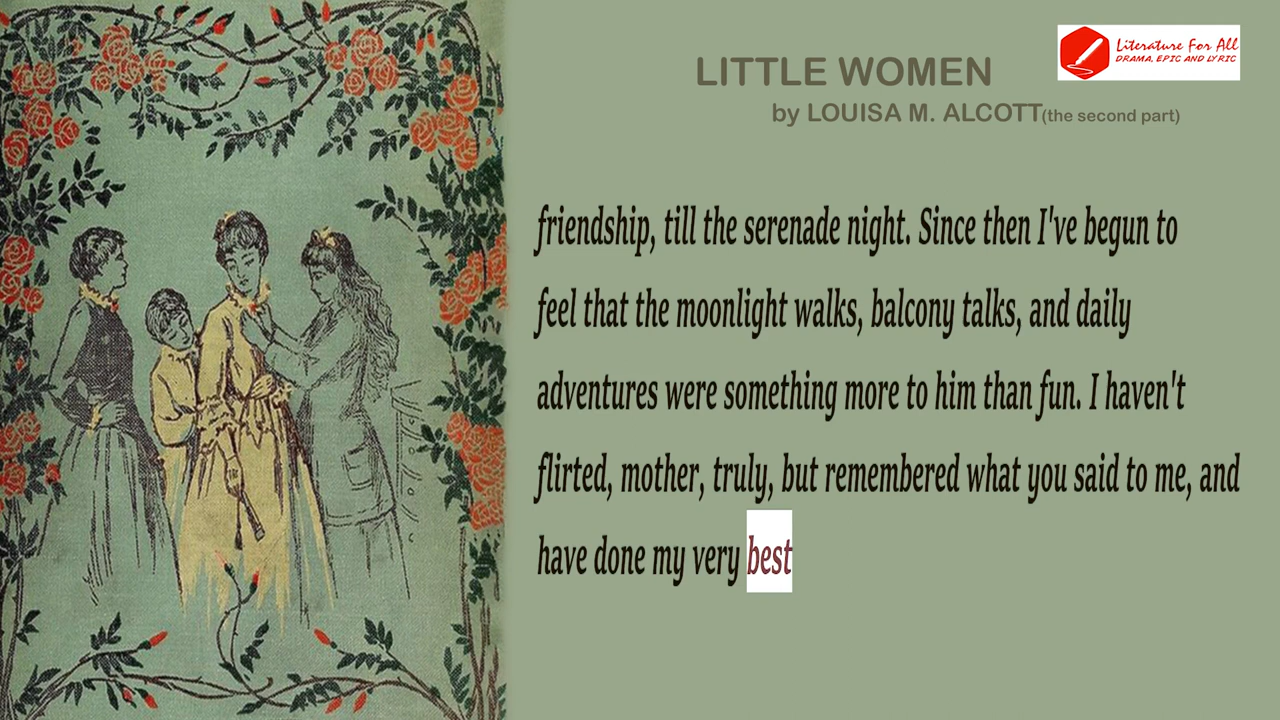 LITTLE WOMEN
by LOUISA M. ALCOTT(the second part)
Literature For All
DRAMA, EPIC AND LYRIC
friendship, till the serenade night. Since then I've begun to
feel that the moonlight walks, balcony talks, and daily
adventures were something more to him than fun. I haven't
flirted, mother, truly, but remembered what you said to me, and
have done my very best